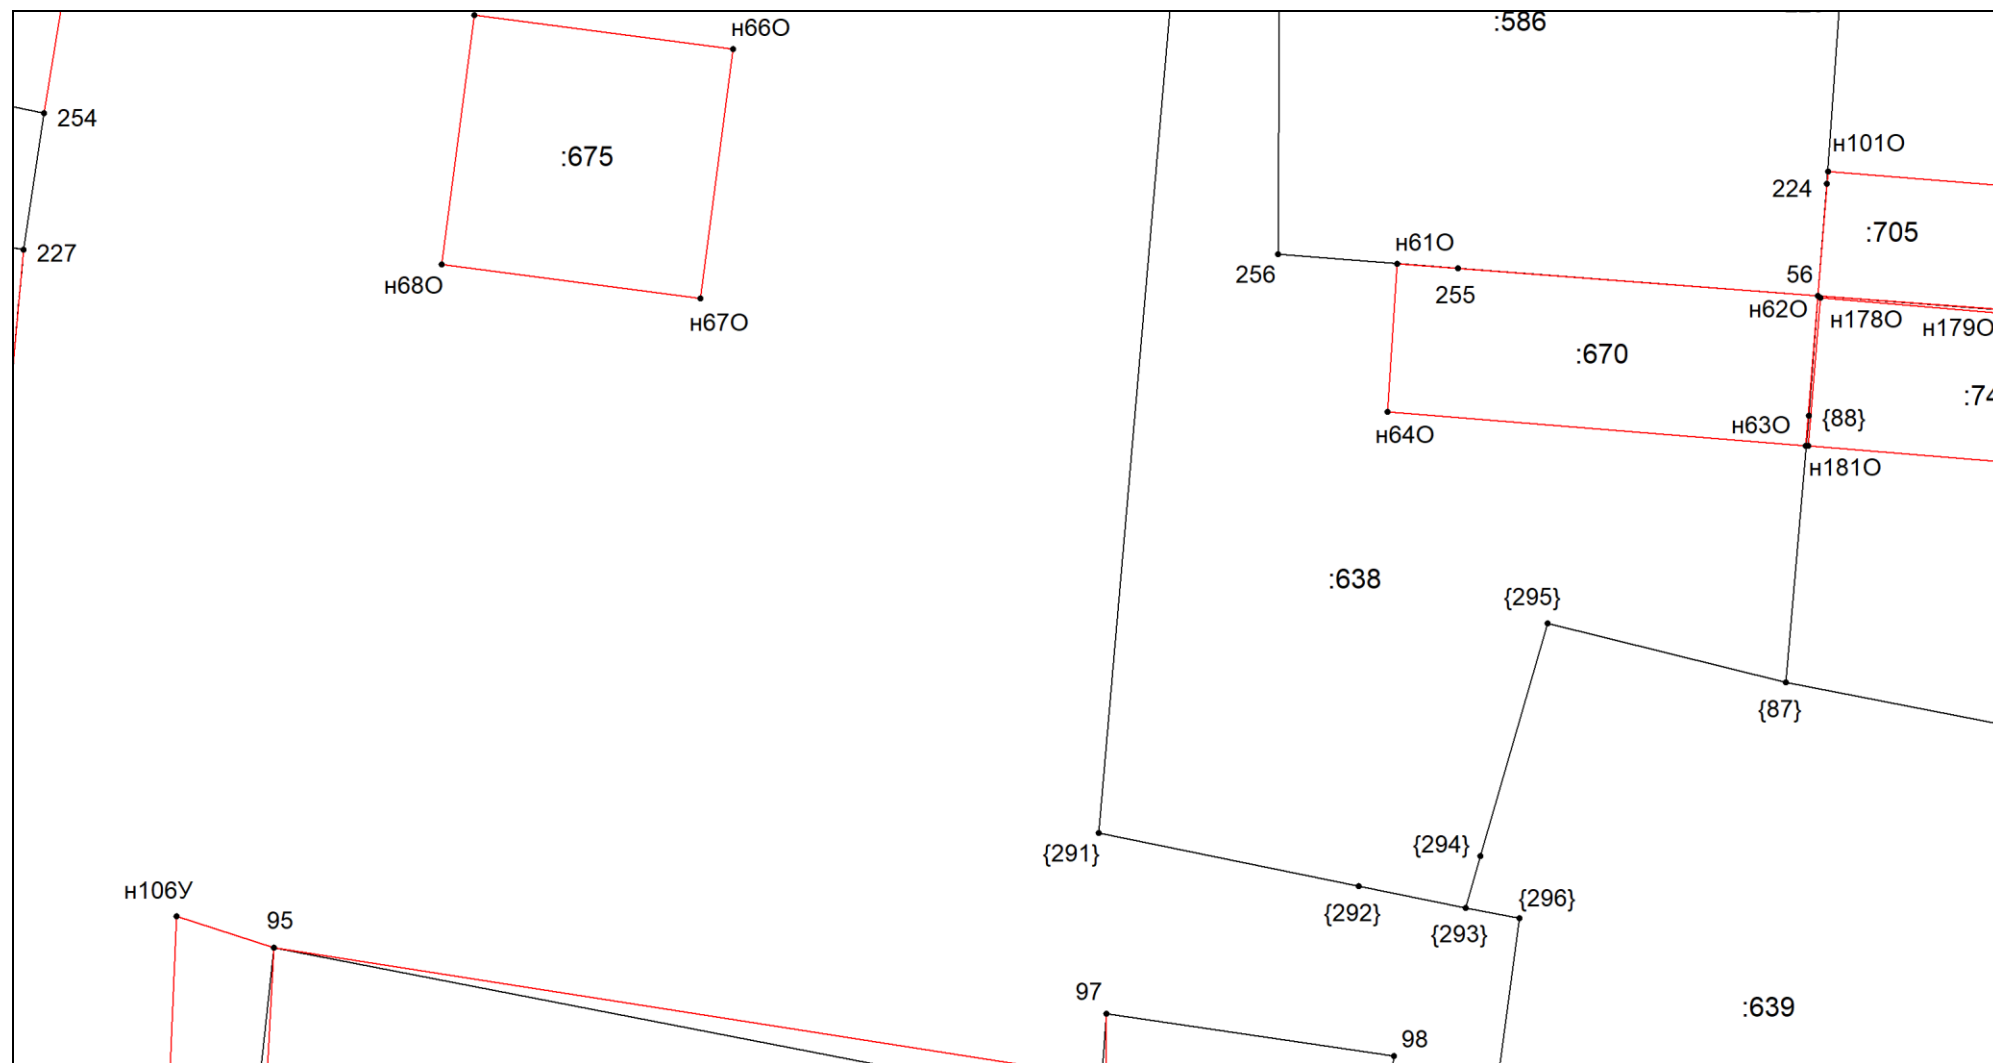 :586
н66О
254
:675
н101О
224
:705
227
н61О
256
255
56
н68О
н67О
н62О
н178О
н179О
:670
:74
н63О
{88}
н64О
н181О
:638
{295}
{87}
{294}
{291}
н106У
{296}
{292}
95
{293}
97
:639
98